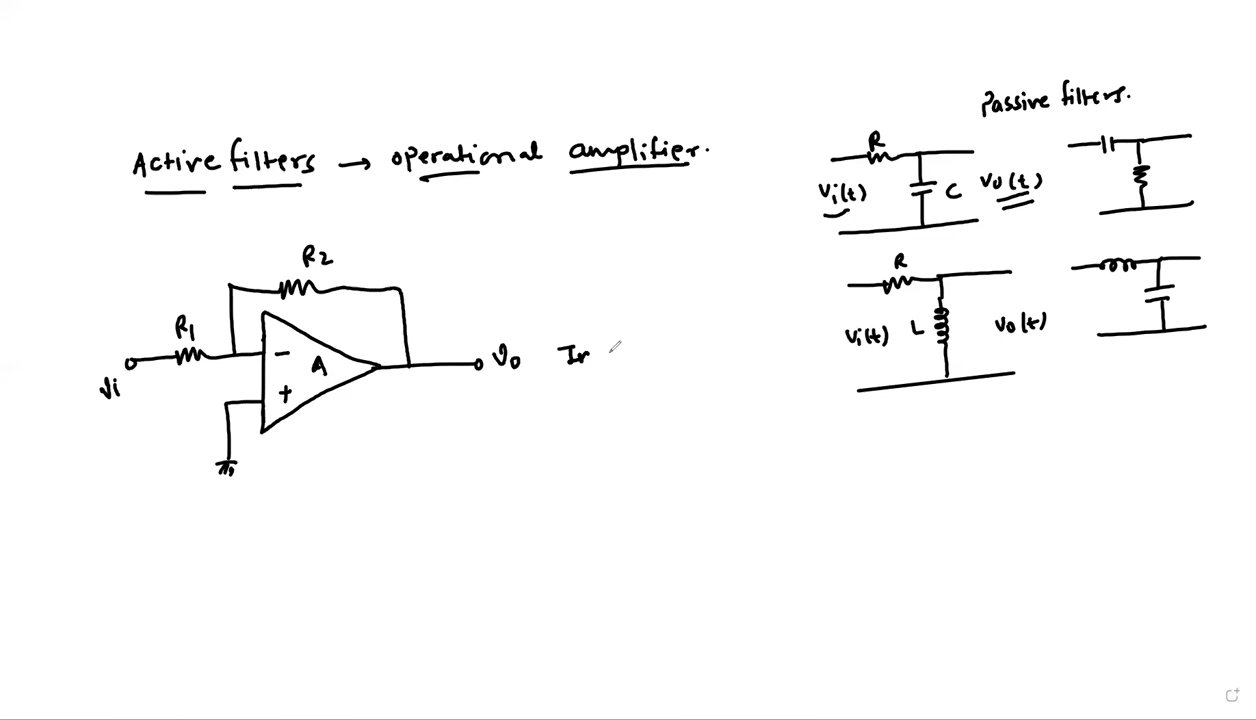 Passive filters.
Active filters → operational amplifier.
R
Vi(t) C Vo(t)
R2
R
R1
Vi(t) L Vo(t)
−
A
Vo
Vi
+